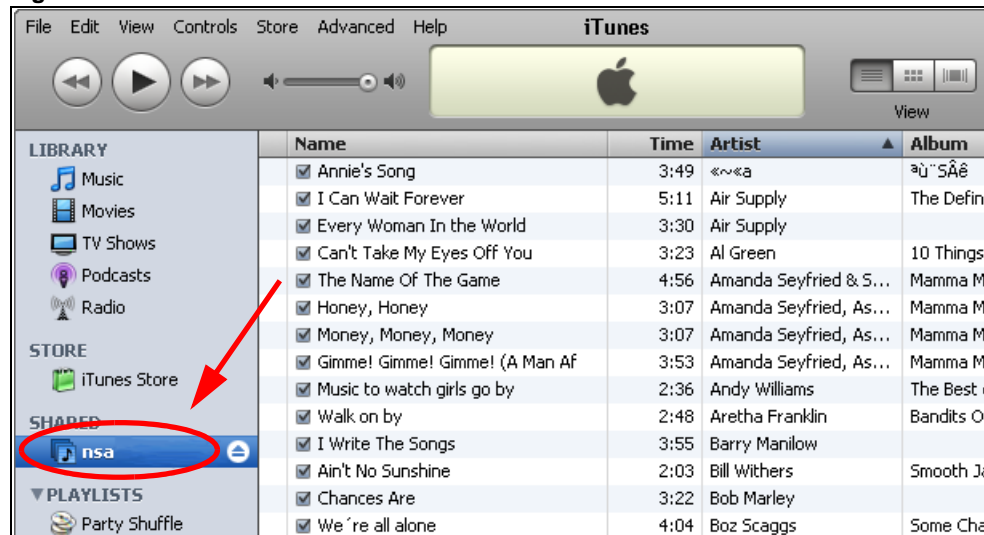 File Edit View Controls Store Advanced Help iTunes
View
LIBRARY
Music
Movies
TV Shows
Podcasts
Radio
STORE
iTunes Store
SHARED
nsa
PLAYLISTS
Party Shuffle
Name Time Artist Album
Annie's Song 3:49 «~«a ªù¨SÂê
I Can Wait Forever 5:11 Air Supply The Defin
Every Woman In the World 3:30 Air Supply
Can't Take My Eyes Off You 3:23 Al Green 10 Things
The Name Of The Game 4:56 Amanda Seyfried & S... Mamma M
Honey, Honey 3:07 Amanda Seyfried, As... Mamma M
Money, Money, Money 3:07 Amanda Seyfried, As... Mamma M
Gimme! Gimme! Gimme! (A Man Af 3:53 Amanda Seyfried, As... Mamma M
Music to watch girls go by 2:36 Andy Williams The Best
Walk on by 2:48 Aretha Franklin Bandits O
I Write The Songs 3:55 Barry Manilow
Ain't No Sunshine 2:03 Bill Withers Smooth Ja
Chances Are 3:22 Bob Marley
We´re all alone 4:04 Boz Scaggs Some Cha